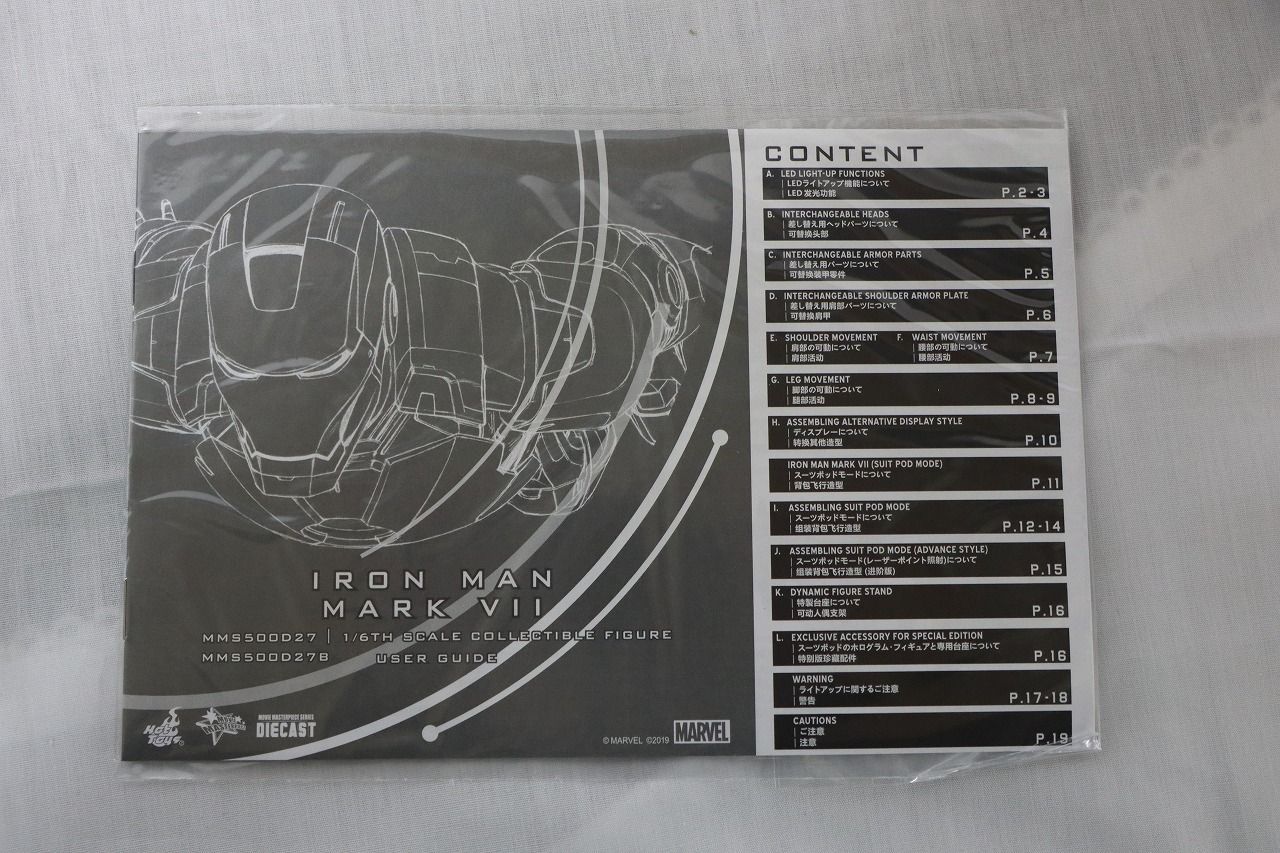 IRON MAN
MARK VII
MMS500D27 | 1/6TH SCALE COLLECTIBLE FIGURE
MMS500D27B USER GUIDE
Hot Toys
MOVIE MASTERPIECE
MOVIE MASTERPIECE SERIES
DIECAST
© MARVEL ©2019 MARVEL
CONTENT
A. LED LIGHT-UP FUNCTIONS
LEDライトアップ機能について
LED 发光功能 P.2-3
B. INTERCHANGEABLE HEADS
差し替え用ヘッドパーツについて
可替换头部 P.4
C. INTERCHANGEABLE ARMOR PARTS
差し替え用パーツについて
可替换装甲零件 P.5
D. INTERCHANGEABLE SHOULDER ARMOR PLATE
差し替え用肩部パーツについて
可替换肩甲 P.6
E. SHOULDER MOVEMENT F. WAIST MOVEMENT
肩部の可動について 腰部の可動について
肩部活动 腰部活动 P.7
G. LEG MOVEMENT
脚部の可動について
腿部活动 P.8-9
H. ASSEMBLING ALTERNATIVE DISPLAY STYLE
ディスプレーについて
转换其他造型 P.10
IRON MAN MARK VII (SUIT POD MODE)
スーツポッドモードについて
背包飞行造型 P.11
I. ASSEMBLING SUIT POD MODE
スーツポッドモードについて
组装背包飞行造型 P.12-14
J. ASSEMBLING SUIT POD MODE (ADVANCE STYLE)
スーツポッドモード(レーザーポイント照射)について
组装背包飞行造型 (进阶版) P.15
K. DYNAMIC FIGURE STAND
特製台座について
可动人偶支架 P.16
L. EXCLUSIVE ACCESSORY FOR SPECIAL EDITION
スーツポッドのホログラム・フィギュアと専用台座について
特别版珍藏配件 P.16
WARNING
ライトアップに関するご注意
警告 P.17-18
CAUTIONS
ご注意
注意 P.19